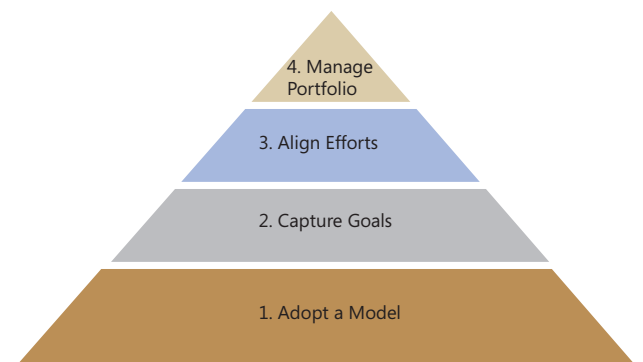 4. Manage
Portfolio
3. Align Efforts
2. Capture Goals
1. Adopt a Model